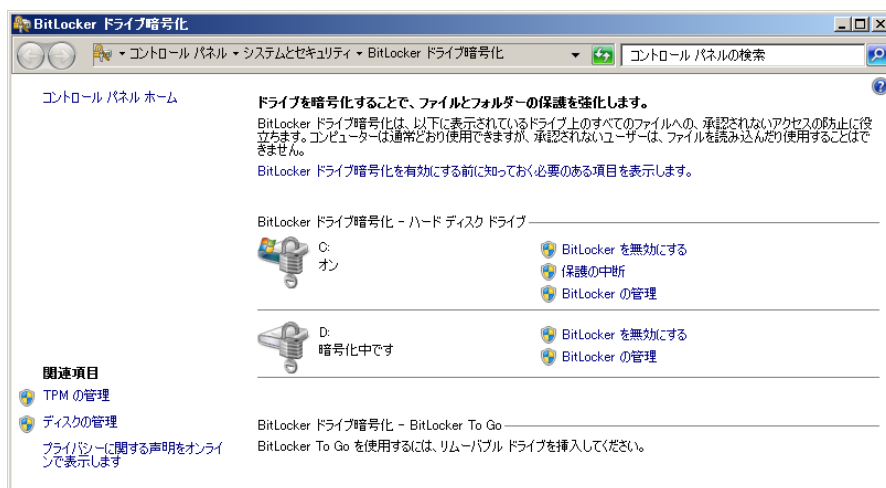 BitLocker ドライブ暗号化
コントロール パネル システムとセキュリティ BitLocker ドライブ暗号化
コントロール パネルの検索
コントロール パネル ホーム
ドライブを暗号化することで、ファイルとフォルダーの保護を強化します。
BitLocker ドライブ暗号化は、以下に表示されているドライブ上のすべてのファイルへの、承認されないアクセスの防止に役
立ちます。コンピューターは通常どおり使用できますが、承認されないユーザーは、ファイルを読み込んだり使用することはで
きません。
BitLocker ドライブ暗号化を有効にする前に知っておく必要のある項目を表示します。
BitLocker ドライブ暗号化 - ハード ディスク ドライブ
C:
オン
BitLocker を無効にする
保護の中断
BitLocker の管理
D:
暗号化中です
BitLocker を無効にする
BitLocker の管理
関連項目
TPM の管理
ディスクの管理
プライバシーに関する声明をオンライ
ンで表示します
BitLocker ドライブ暗号化 - BitLocker To Go
BitLocker To Go を使用するには、リムーバブル ドライブを挿入してください。